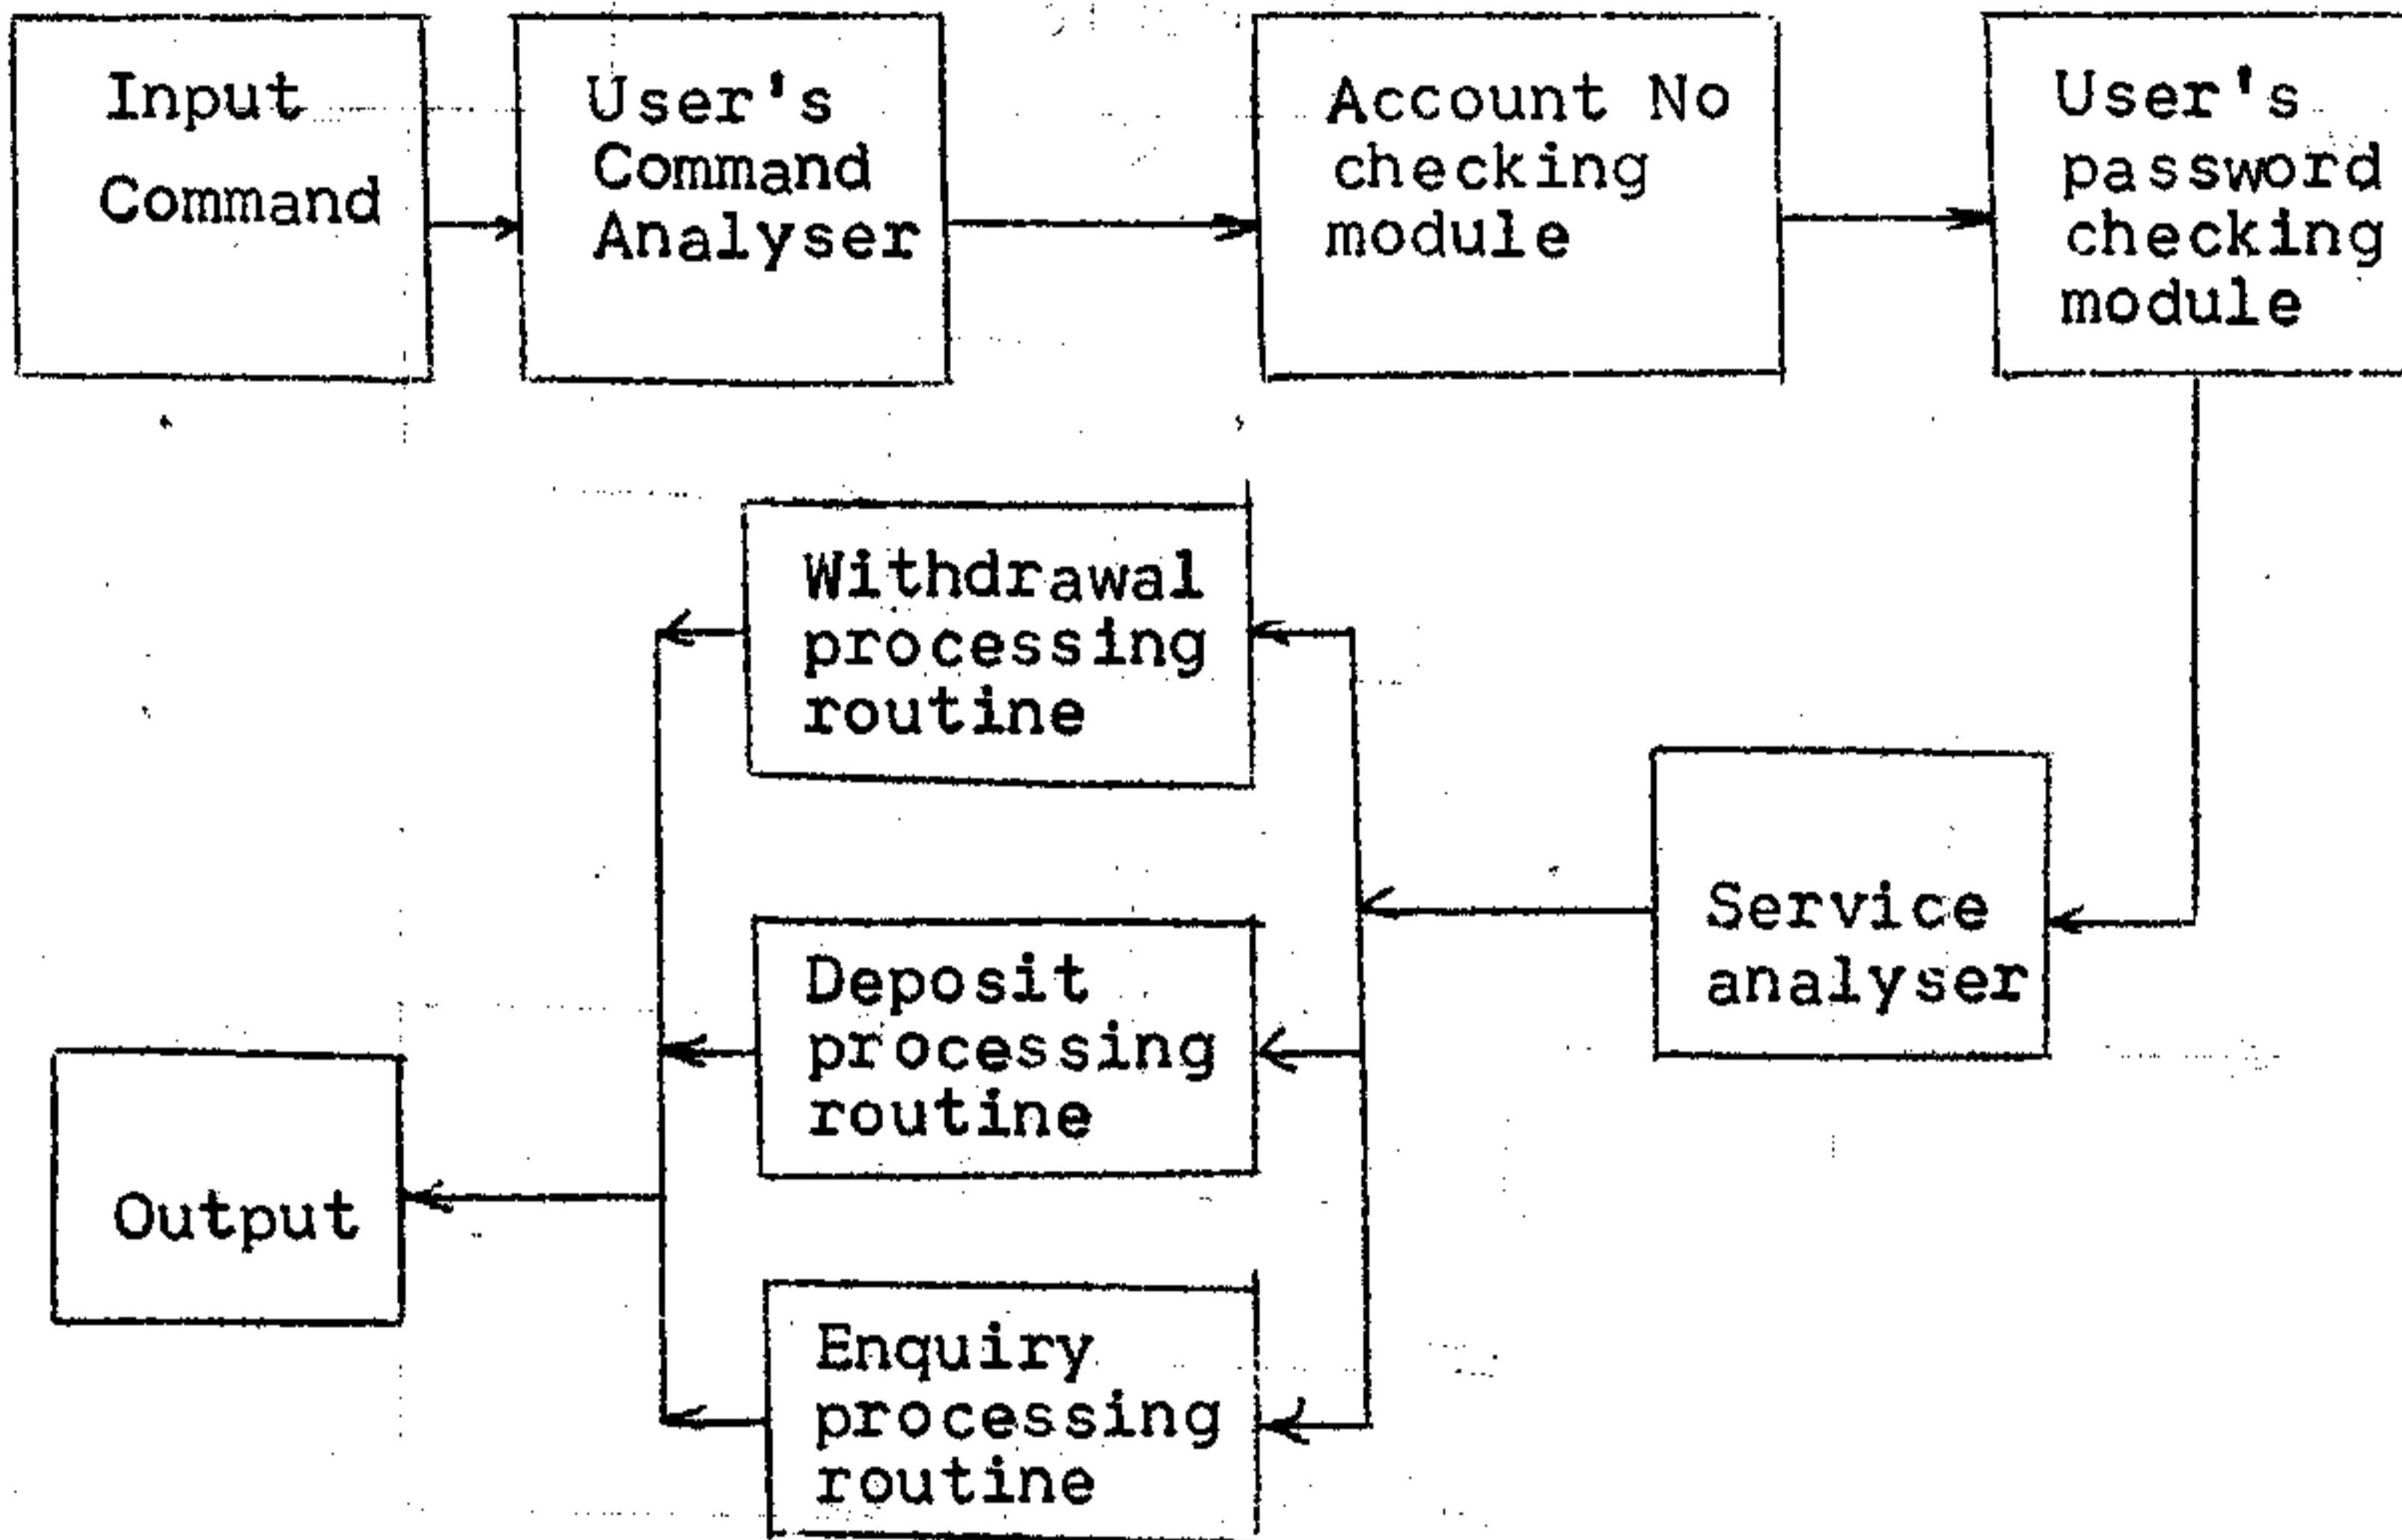 Input
Command
User's
Command
Analyser
Account No
checking
module
User's
password
checking
module
Withdrawal
processing
routine
Service
analyser
Deposit
processing
routine
Output
Enquiry
processing
routine